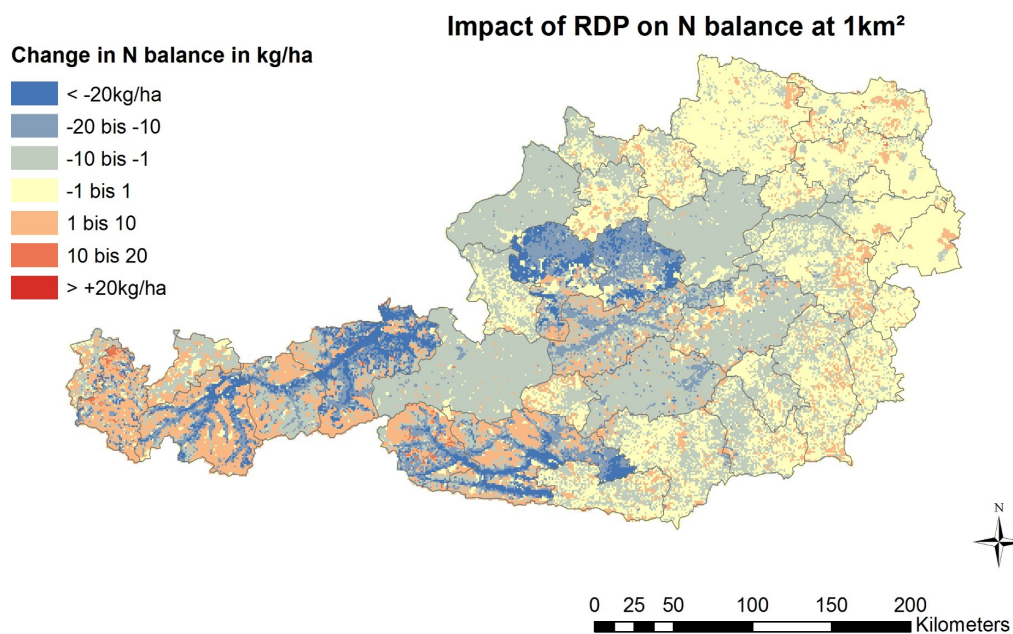 Impact of RDP on N balance at 1km²
Change in N balance in kg/ha
< -20kg/ha
-20 bis -10
-10 bis -1
-1 bis 1
1 bis 10
10 bis 20
> +20kg/ha
N
0 25 50 100 150 200
Kilometers